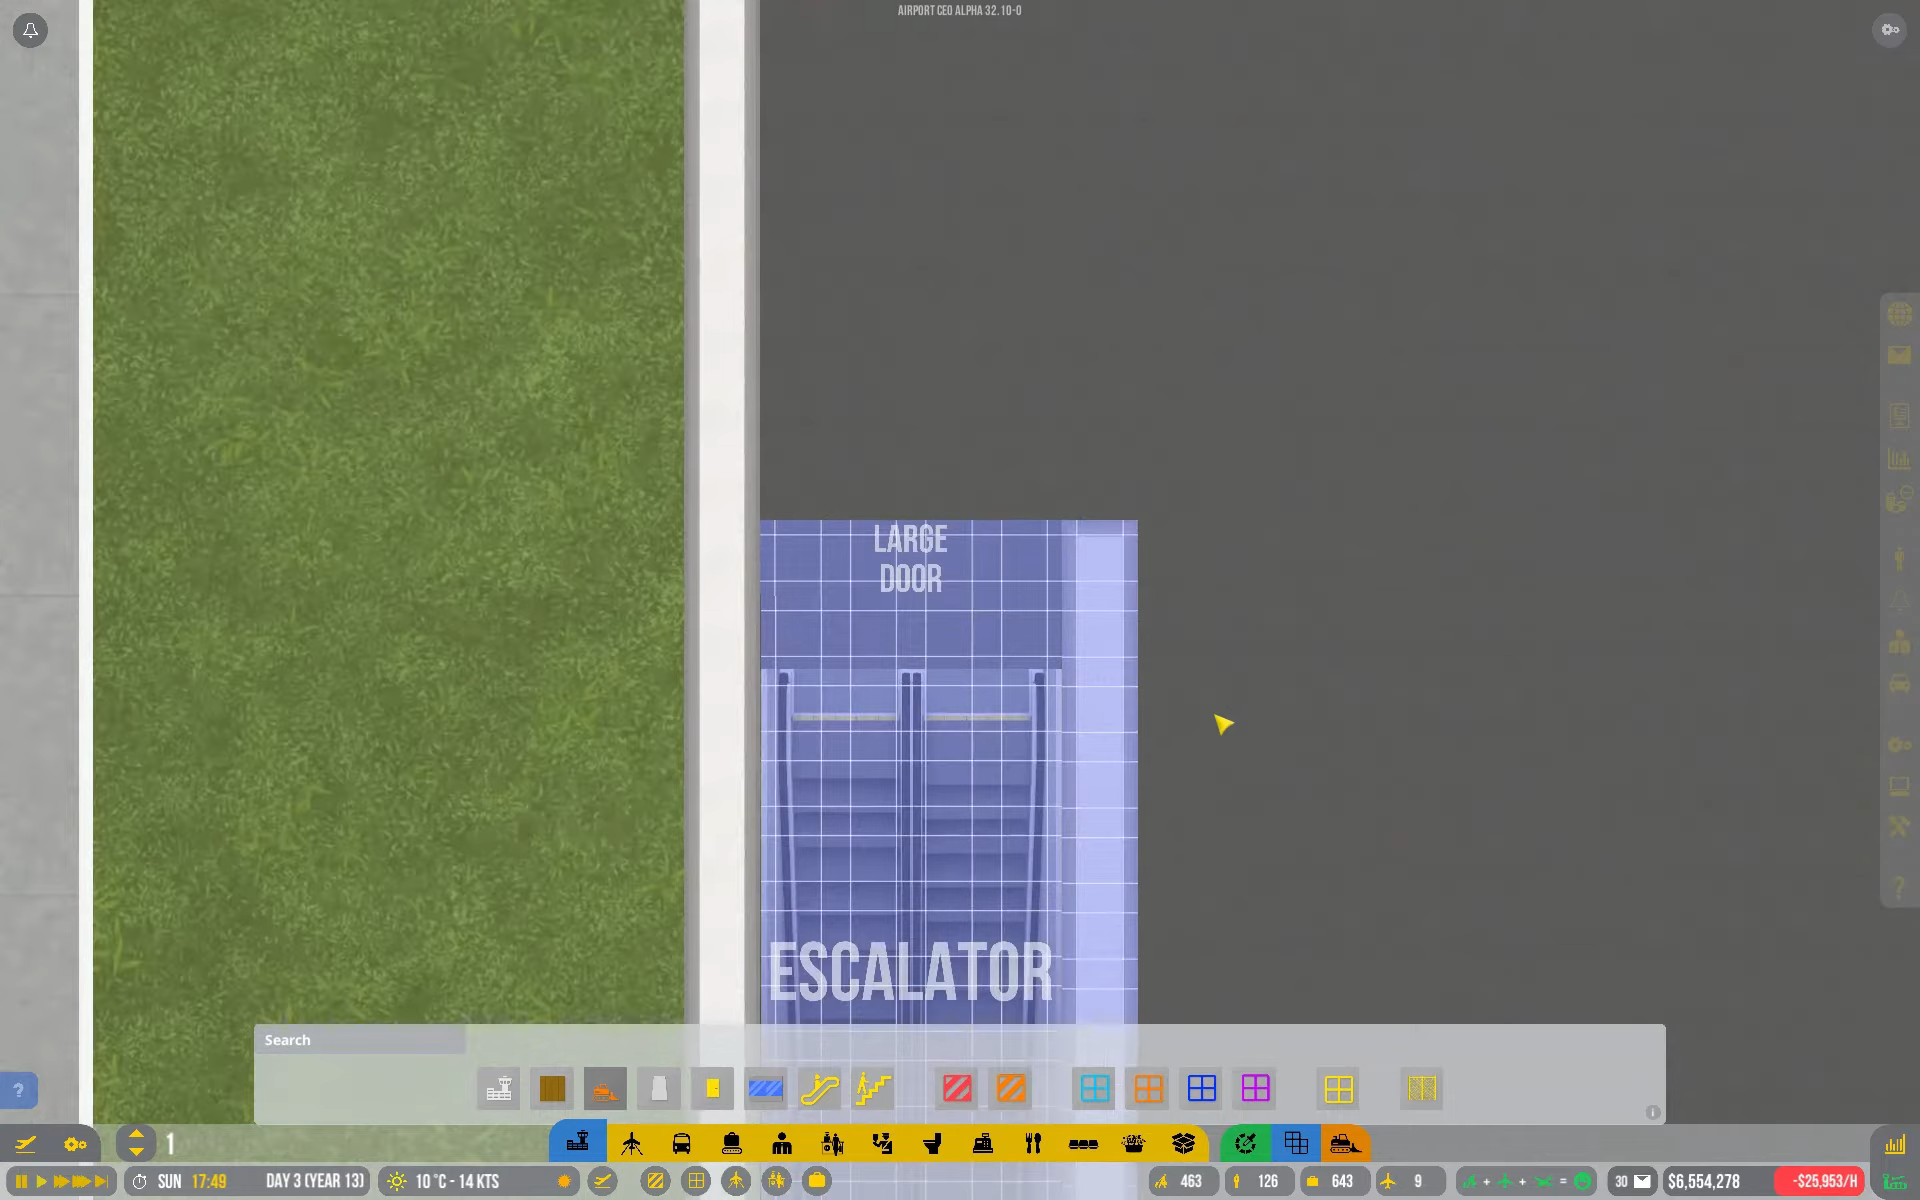 AIRPORT CEO ALPHA 32.10-0
LARGE
DOOR
ESCALATOR
Search
?
i
1
SUN 17:49
DAY 3 (YEAR 13)
10 °C - 14 KTS
463
126
643
9
+ + =
30
$6,554,278
-$25,953/H
?